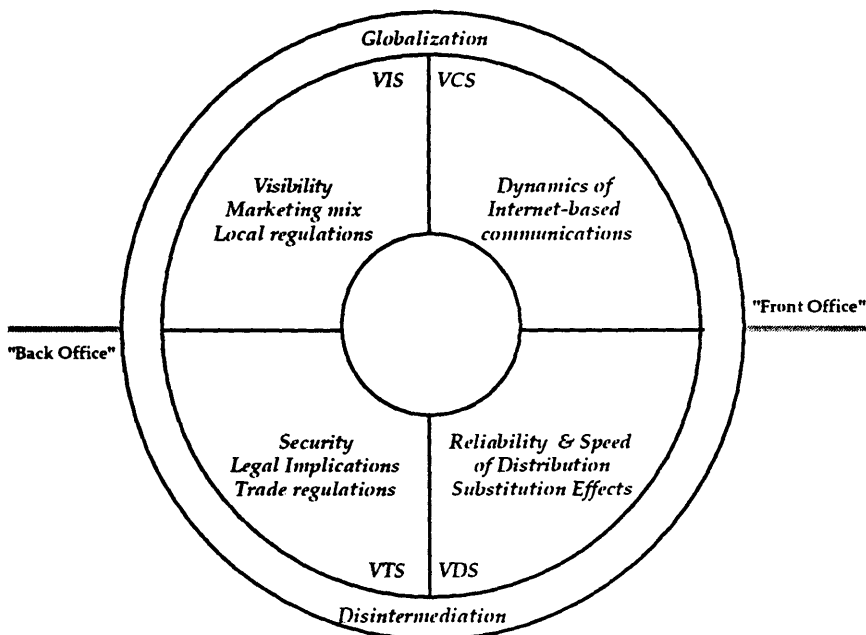 Globalization
VIS
VCS
Visibility
Marketing mix
Local regulations
Dynamics of
Internet-based
communications
"Front Office"
"Back Office"
Security
Legal Implications
Trade regulations
Reliability & Speed
of Distribution
Substitution Effects
VTS
VDS
Disintermediation